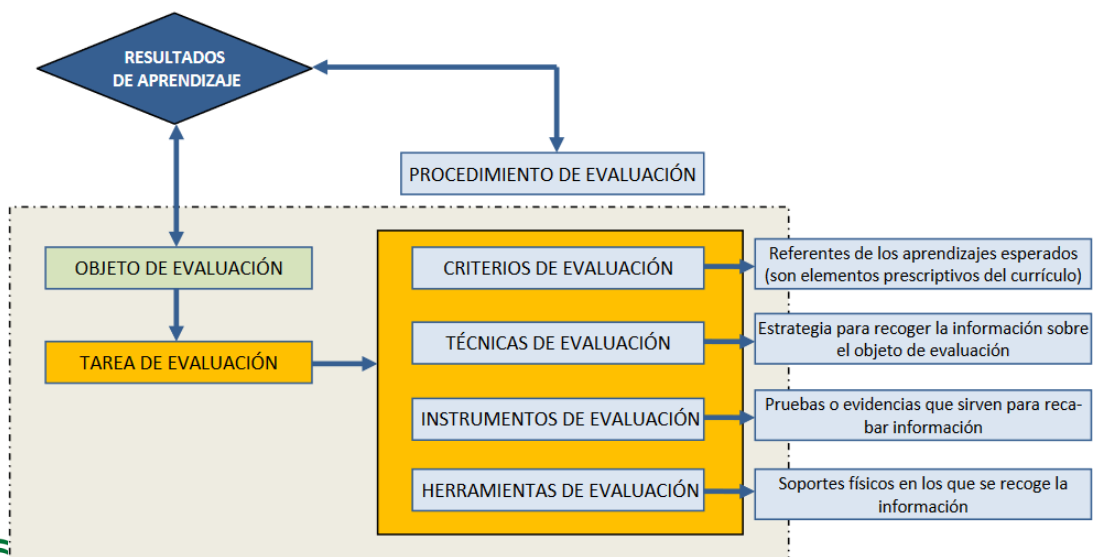 RESULTADOS
DE APRENDIZAJE
PROCEDIMIENTO DE EVALUACIÓN
OBJETO DE EVALUACIÓN
TAREA DE EVALUACIÓN
CRITERIOS DE EVALUACIÓN
Referentes de los aprendizajes esperados
(son elementos prescriptivos del currículo)
TÉCNICAS DE EVALUACIÓN
Estrategia para recoger la información sobre
el objeto de evaluación
INSTRUMENTOS DE EVALUACIÓN
Pruebas o evidencias que sirven para reca-
bar información
HERRAMIENTAS DE EVALUACIÓN
Soportes físicos en los que se recoge la
información